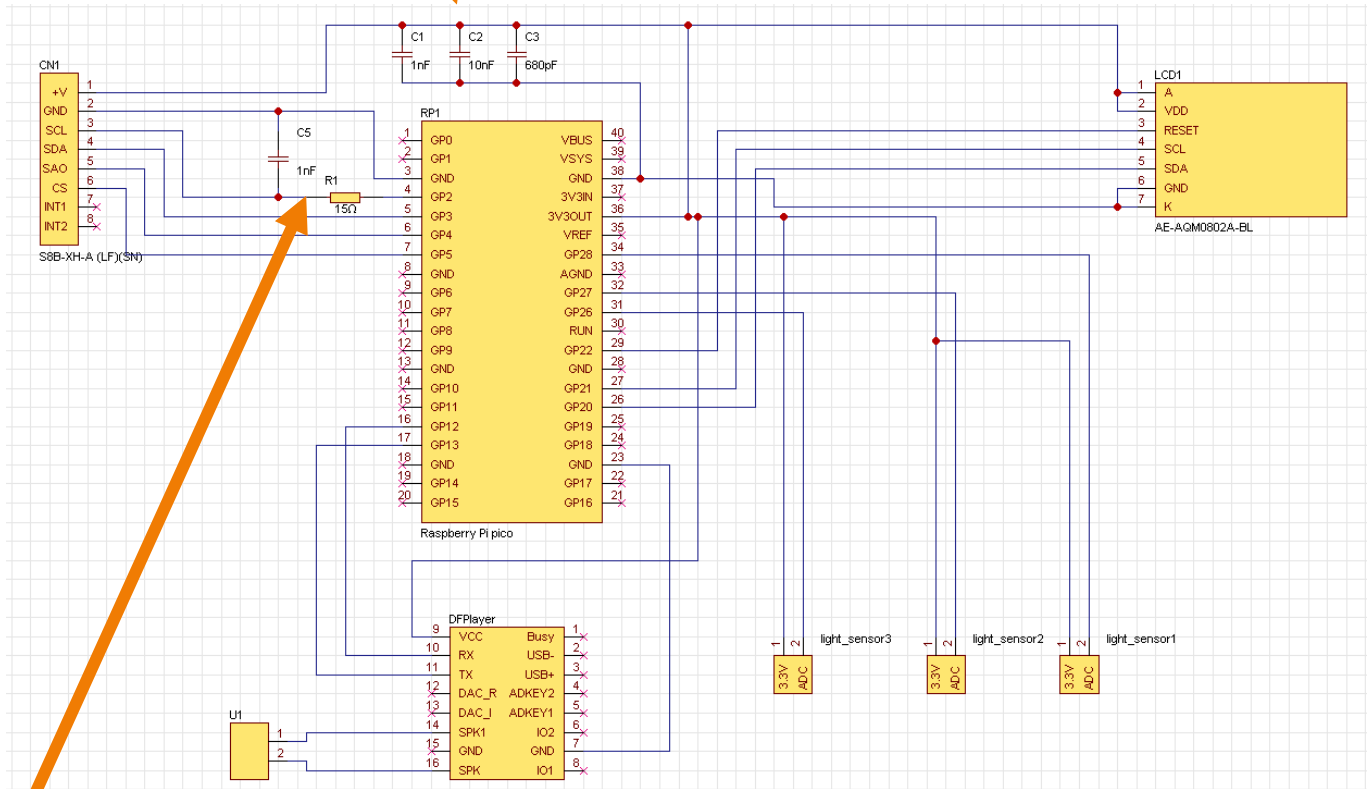 C1
1nF
C2
10nF
C3
680pF
CN1
+V 1
GND 2
SCL 3
SDA 4
SAO 5
CS 6
INT1 7
INT2 8
S8B-XH-A (LF)(SN)
C5
1nF
R1
15Ω
RP1
1 GP0 VBUS 40
2 GP1 VSYS 39
3 GND GND 38
4 GP2 3V3IN 37
5 GP3 3V3OUT 36
6 GP4 VREF 35
7 GP5 GP28 34
8 GND AGND 33
9 GP6 GP27 32
10 GP7 GP26 31
11 GP8 RUN 30
12 GP9 GP22 29
13 GND GND 28
14 GP10 GP21 27
15 GP11 GP20 26
16 GP12 GP19 25
17 GP13 GP18 24
18 GND GND 23
19 GP14 GP17 22
20 GP15 GP16 21
Raspberry Pi pico
LCD1
1 A
2 VDD
3 RESET
4 SCL
5 SDA
6 GND
7 K
AE-AQM0802A-BL
DFPlayer
9 VCC Busy 1
10 RX USB- 2
11 TX USB+ 3
12 DAC_R ADKEY2 4
13 DAC_I ADKEY1 5
14 SPK1 IO2 6
15 GND GND 7
16 SPK IO1 8
U1
1
2
light_sensor3
1 2
3.3V
ADC
light_sensor2
1 2
3.3V
ADC
light_sensor1
1 2
3.3V
ADC